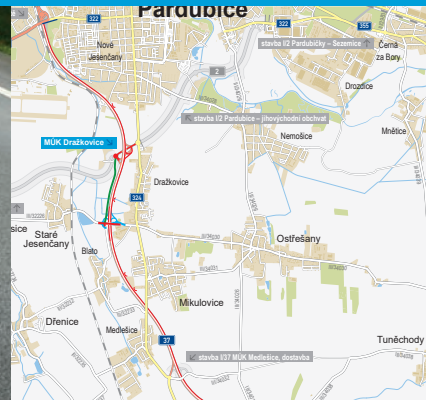 Pardubice
322
322
355
stavba I/2 Pardubičky – Sezemice
Černá
za Bory
Nové
Jesenčany
2
Drozdice
stavba I/2 Pardubice – jihovýchodní obchvat
Mnětice
Nemošice
MÚK Dražkovice
Dražkovice
324
sice
Staré
Jesenčany
Ostřešany
Blato
Mikulovice
Dřenice
Medlešice
37
Tuněchody
stavba I/37 MÚK Medlešice, dostavba